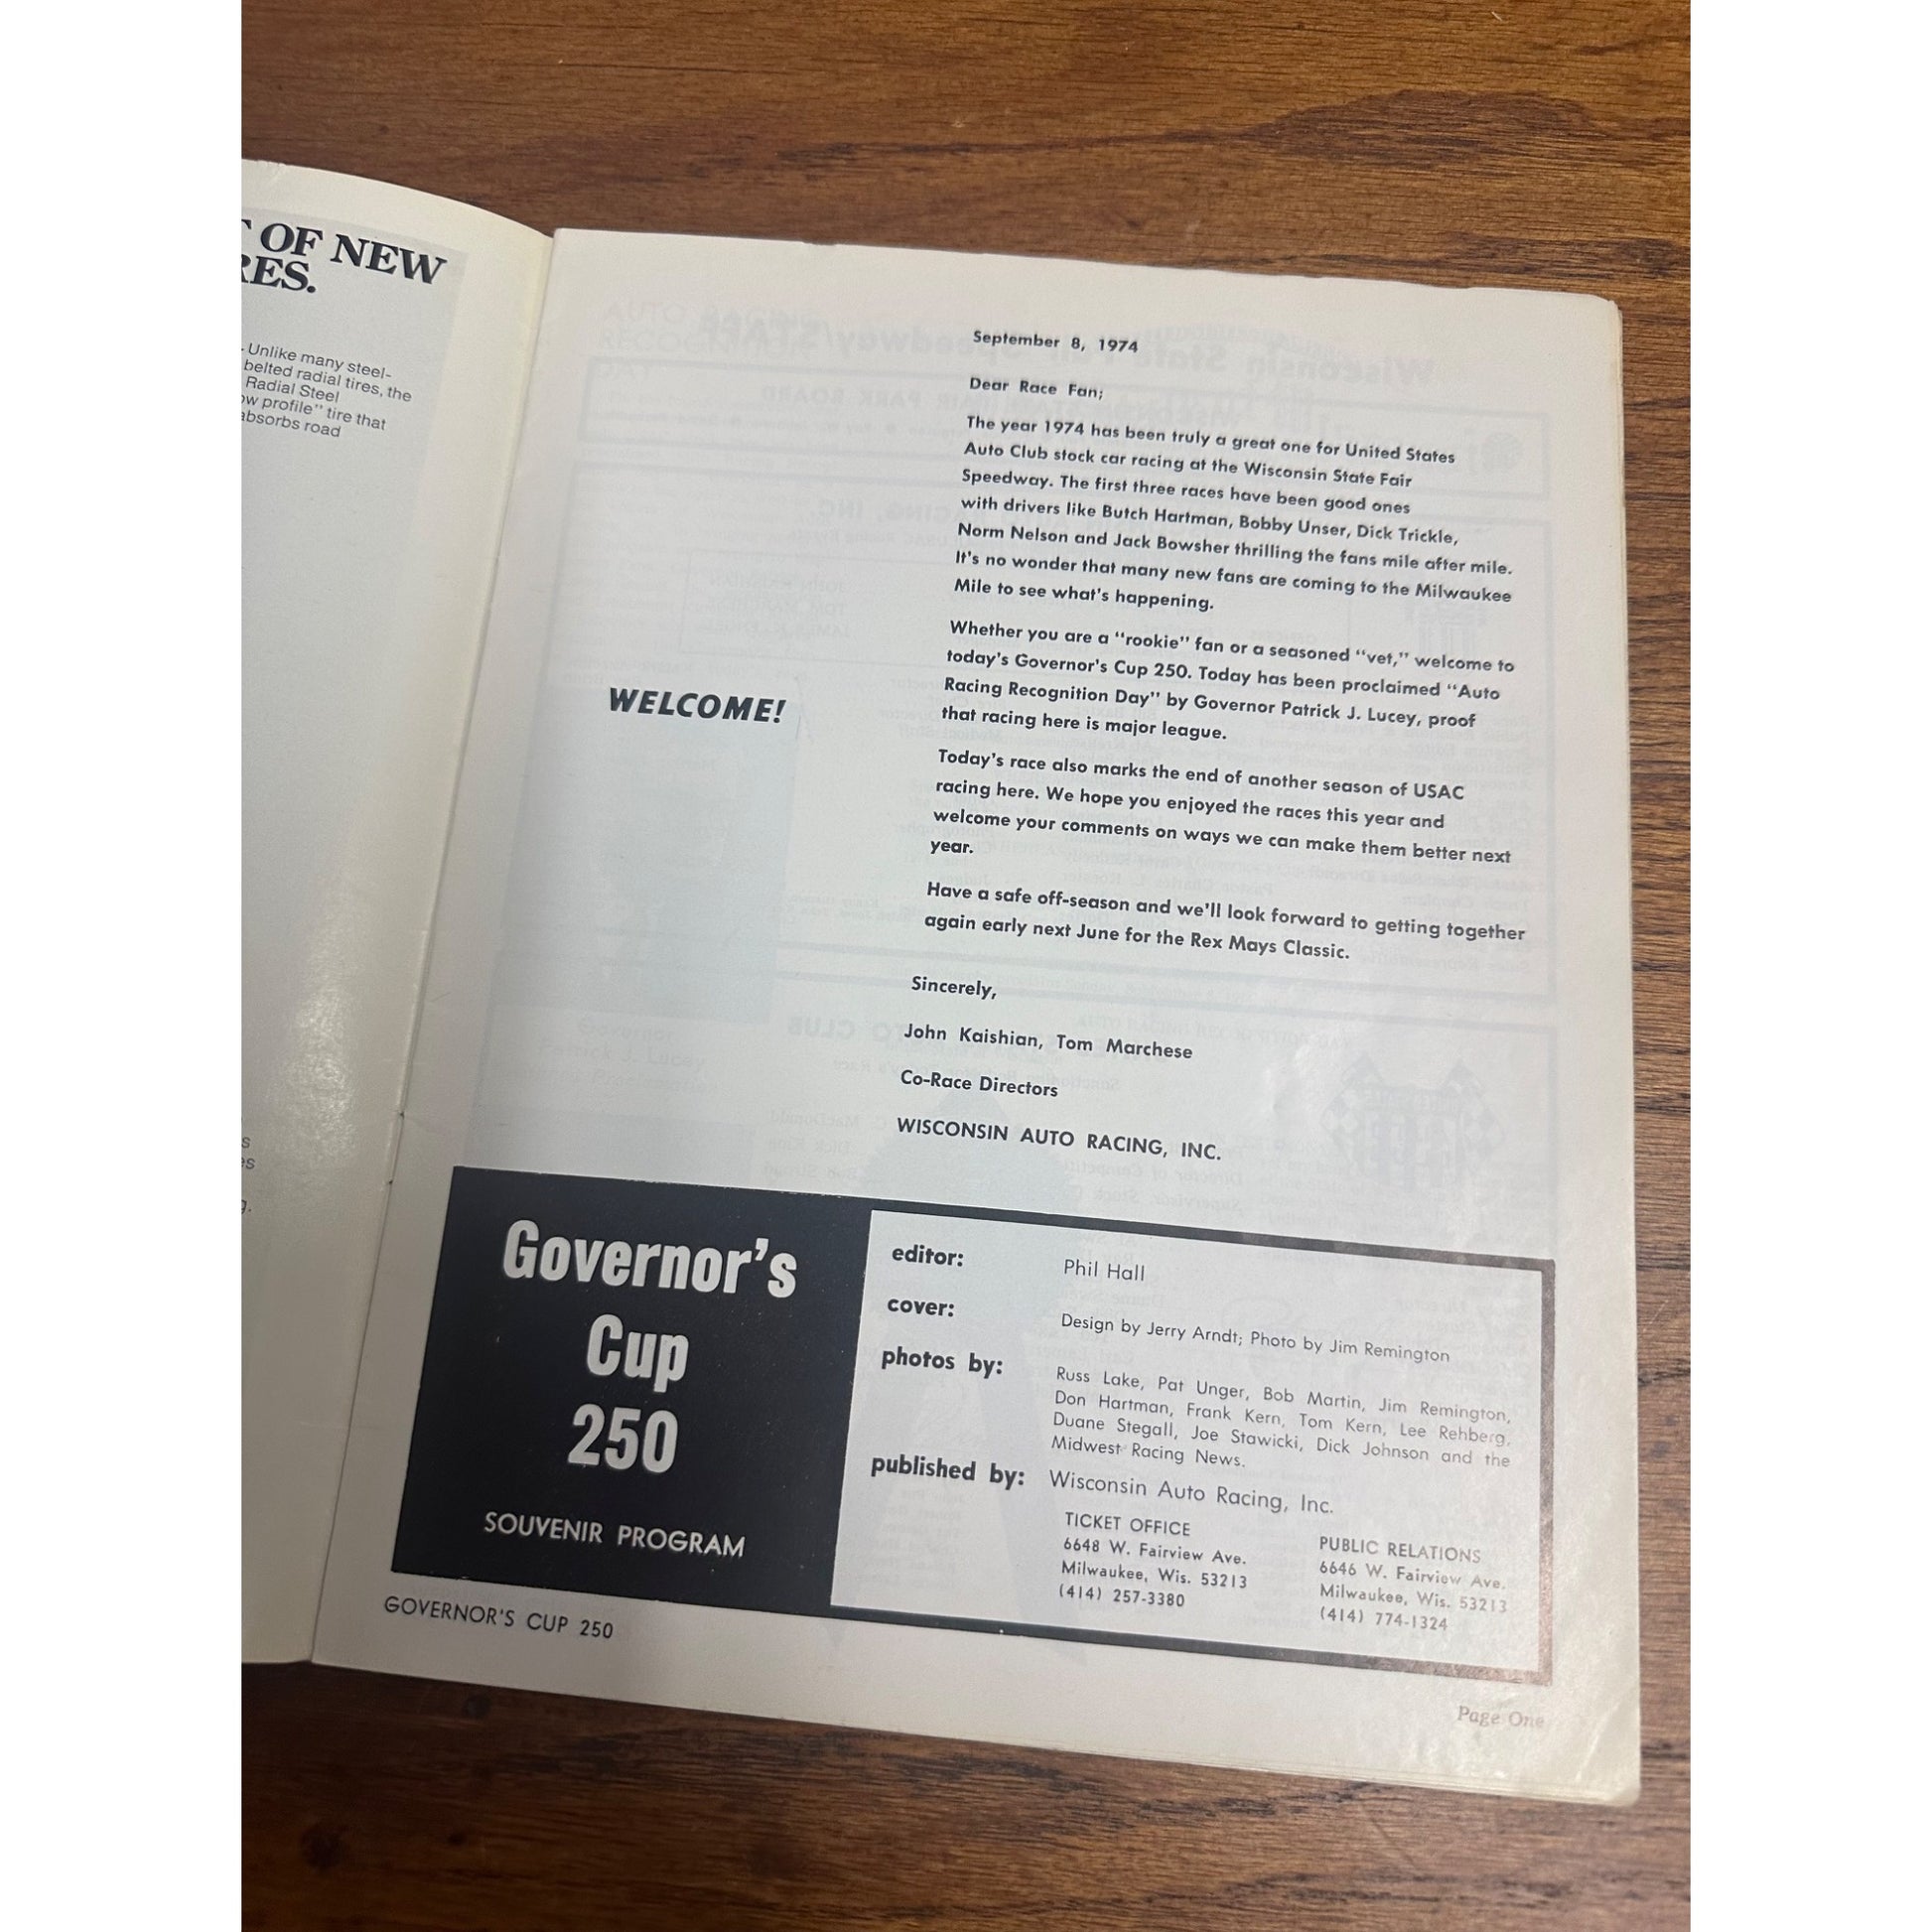 OF NEW
RES.
Unlike many steel-
belted radial tires, the
Radial Steel
ow profile" tire that
absorbs road
September 8, 1974
Dear Race Fan;
The year 1974 has been truly a great one for United States
Auto Club stock car racing at the Wisconsin State Fair
Speedway. The first three races have been good ones
with drivers like Butch Hartman, Bobby Unser, Dick Trickle,
Norm Nelson and Jack Bowsher thrilling the fans mile after mile.
It's no wonder that many new fans are coming to the Milwaukee
Mile to see what's happening.
Whether you are a "rookie" fan or a seasoned "vet," welcome to
today's Governor's Cup 250. Today has been proclaimed "Auto
Racing Recognition Day" by Governor Patrick J. Lucey, proof
that racing here is major league.
WELCOME!
Today's race also marks the end of another season of USAC
racing here. We hope you enjoyed the races this year and
welcome your comments on ways we can make them better next
year.
Have a safe off-season and we'll look forward to getting together
again early next June for the Rex Mays Classic.
Sincerely,
John Kaishian, Tom Marchese
Co-Race Directors
WISCONSIN AUTO RACING, INC.
Governor's
Cup
250
SOUVENIR PROGRAM
editor: Phil Hall
cover: Design by Jerry Arndt; Photo by Jim Remington
photos by: Russ Lake, Pat Unger, Bob Martin, Jim Remington,
Don Hartman, Frank Kern, Tom Kern, Lee Rehberg,
Duane Stegall, Joe Stawicki, Dick Johnson and the
Midwest Racing News.
published by: Wisconsin Auto Racing, Inc.
TICKET OFFICE
6648 W. Fairview Ave.
Milwaukee, Wis. 53213
(414) 257-3380
PUBLIC RELATIONS
6646 W. Fairview Ave.
Milwaukee, Wis. 53213
(414) 774-1324
GOVERNOR'S CUP 250
Page One